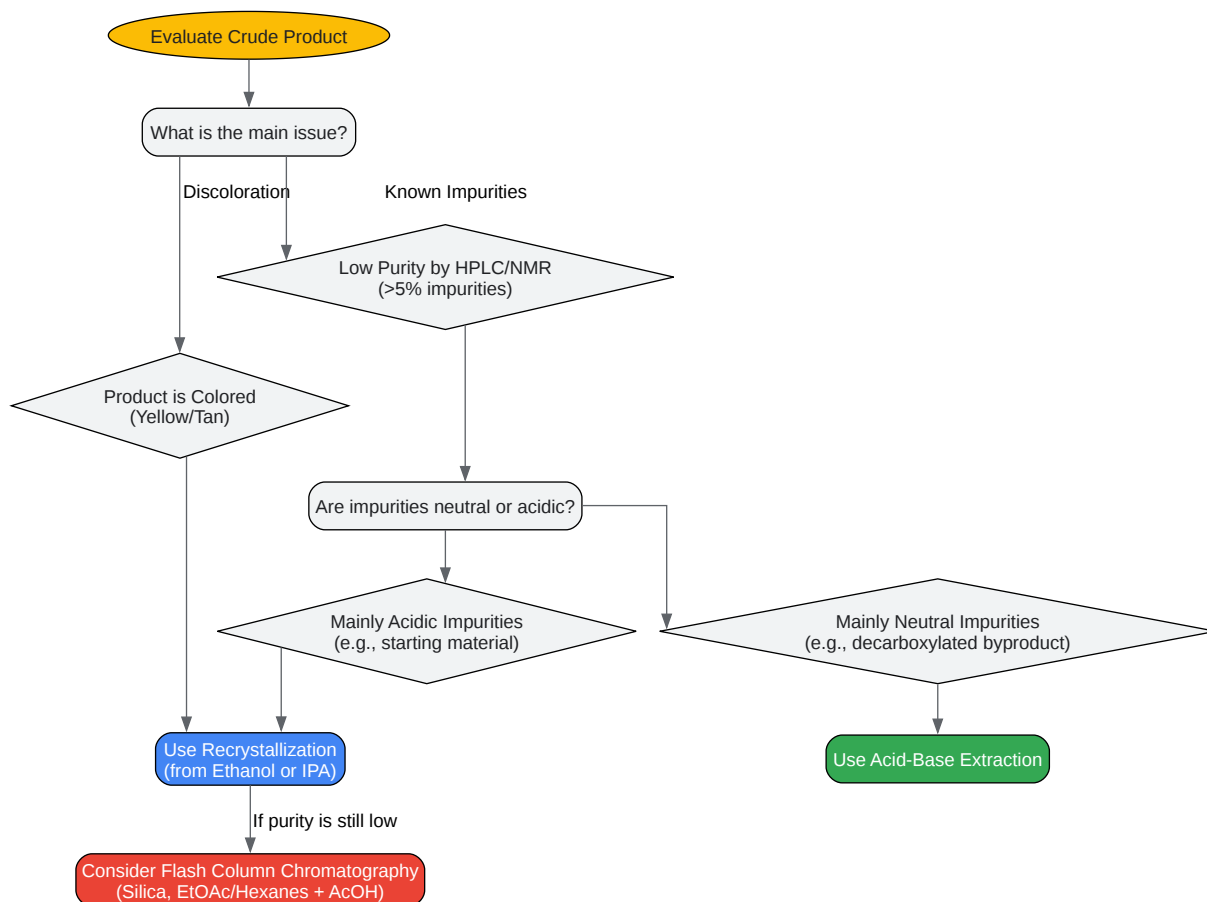 Evaluate Crude Product
What is the main issue?
Discoloration
Known Impurities
Low Purity by HPLC/NMR
(>5% impurities)
Product is Colored
(Yellow/Tan)
Are impurities neutral or acidic?
Mainly Acidic Impurities
(e.g., starting material)
Mainly Neutral Impurities
(e.g., decarboxylated byproduct)
Use Recrystallization
(from Ethanol or IPA)
Use Acid-Base Extraction
If purity is still low
Consider Flash Column Chromatography
(Silica, EtOAc/Hexanes + AcOH)